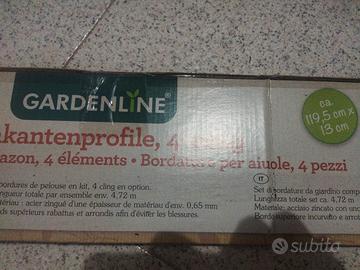 GARDENLINE®
ca.
119,5 cm x
13 cm
kantenprofile, 4
azon, 4 éléments • Bordature per aiuole, 4 pezzi
IT
bordures de pelouse en kit, 4 cling en option.
ngueur totale par ensemble env. 4,72 m
tériau : acier zingué d'une épaisseur de matériau d'env. 0,65 mm
ds supérieurs rabattus et arrondis afin d'éviter les blessures.
Set di bordature da giardino comp
Lunghezza totale set ca. 4,72 m
Materiale: acciaio zincato con uno
Bordo superiore incurvato e arrot
subito